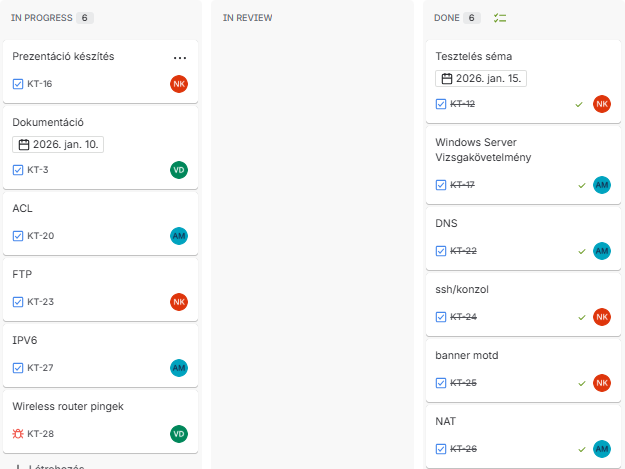 IN PROGRESS 6
Prezentáció készítés
KT-16
NK
Dokumentáció
2026. jan. 10.
KT-3
VD
ACL
KT-20
AM
FTP
KT-23
NK
IPV6
KT-27
AM
Wireless router pingek
KT-28
VD
Létrehozás
IN REVIEW
DONE 6
Tesztelés séma
2026. jan. 15.
KT-12
NK
Windows Server
Vizsgakövetelmény
KT-17
AM
DNS
KT-22
AM
ssh/konzol
KT-24
NK
banner motd
KT-25
NK
NAT
KT-26
AM